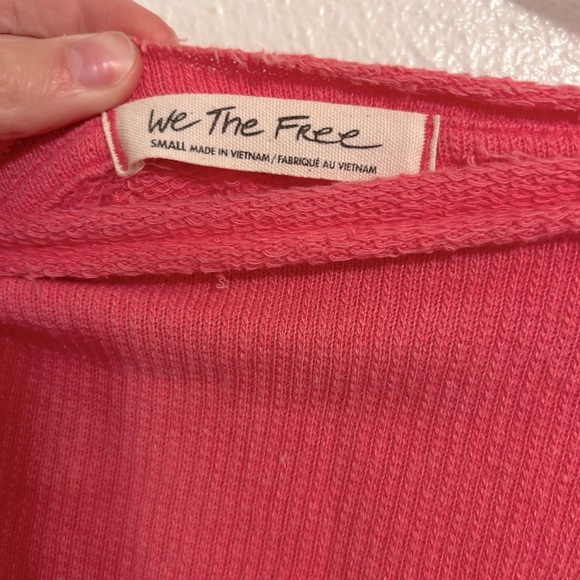 We The Free
SMALL MADE IN VIETNAM / FABRIQUÉ AU VIETNAM